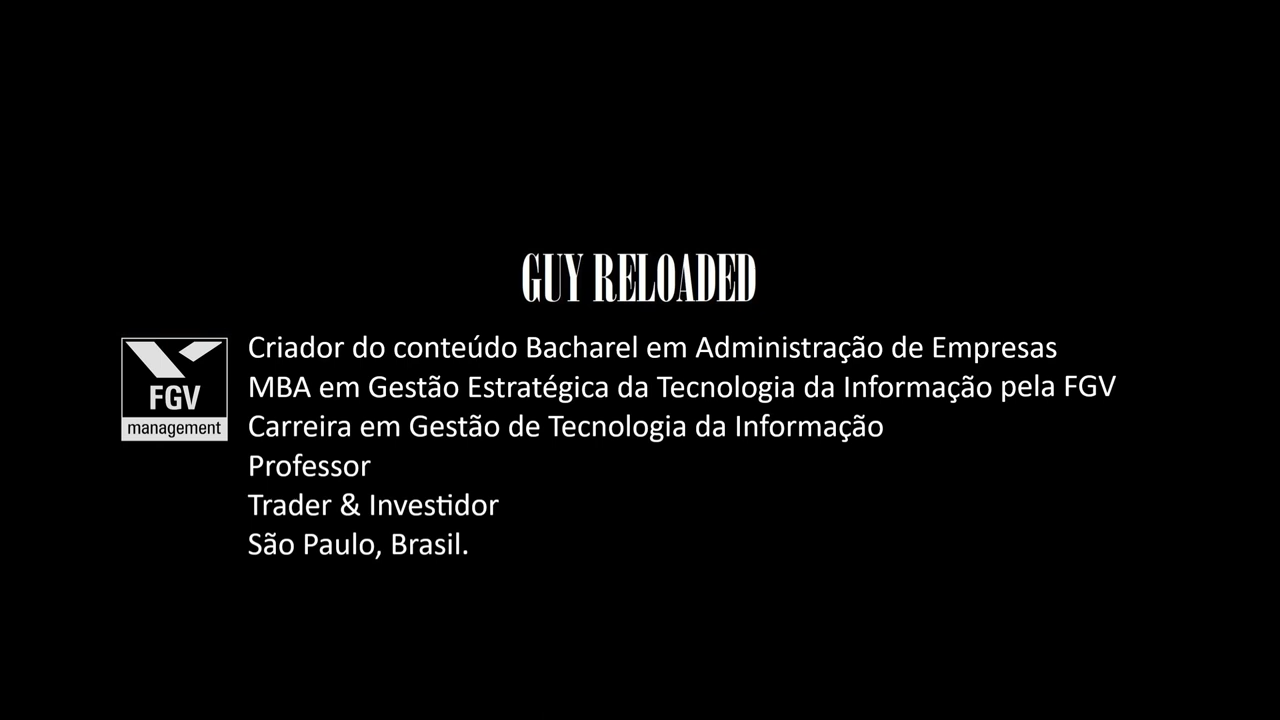 GUY RELOADED
Criador do conteúdo Bacharel em Administração de Empresas
MBA em Gestão Estratégica da Tecnologia da Informação pela FGV
Carreira em Gestão de Tecnologia da Informação
Professor
Trader & Investidor
São Paulo, Brasil.
FGV
management